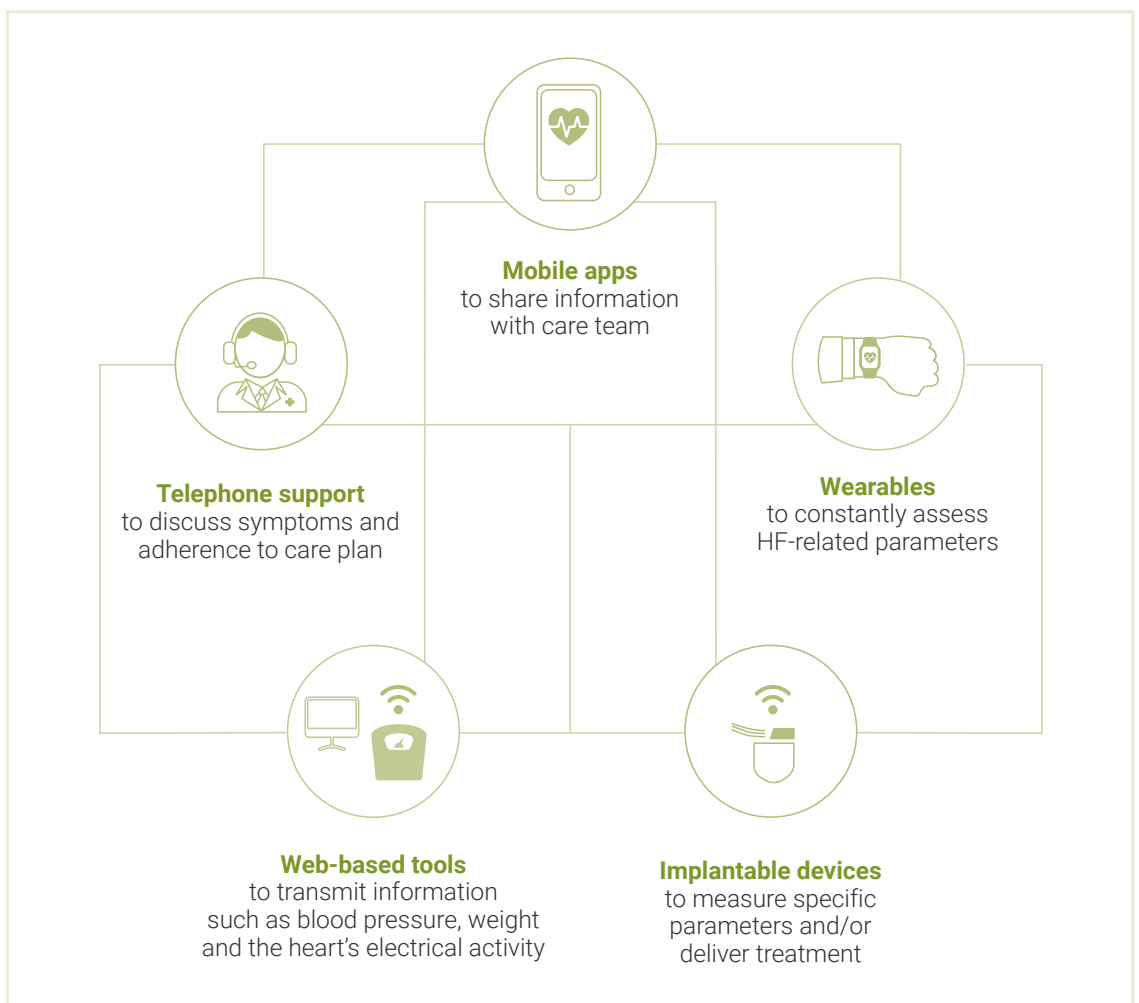 Mobile apps
to share information
with care team
Telephone support
to discuss symptoms and
adherence to care plan
Wearables
to constantly assess
HF-related parameters
Web-based tools
to transmit information
such as blood pressure, weight
and the heart’s electrical activity
Implantable devices
to measure specific
parameters and/or
deliver treatment